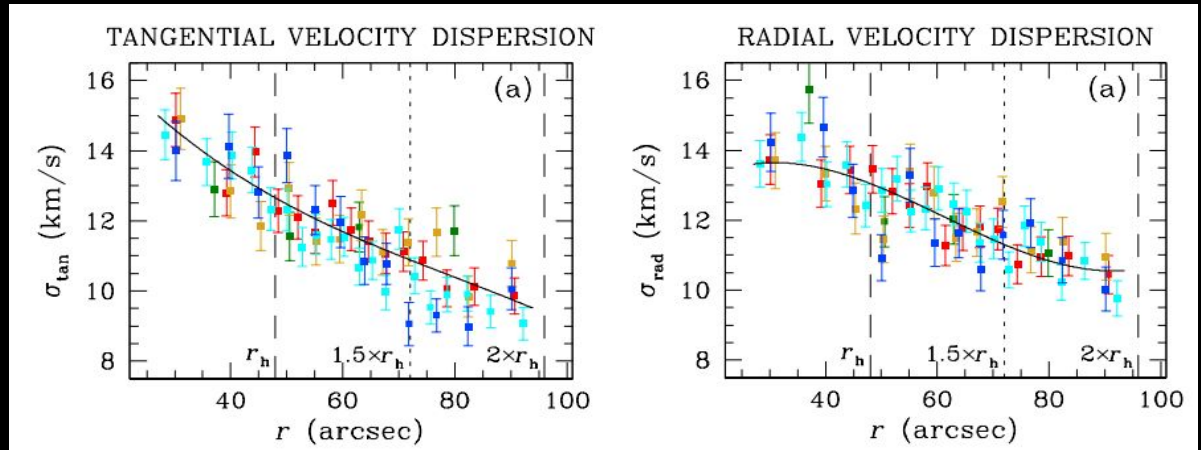 TANGENTIAL VELOCITY DISPERSION
16
14
12
10
8
σtan (km/s)
(a)
rh
1.5×rh
2×rh
40
60
80
100
r (arcsec)
RADIAL VELOCITY DISPERSION
16
14
12
10
8
σrad (km/s)
(a)
rh
1.5×rh
2×rh
40
60
80
100
r (arcsec)